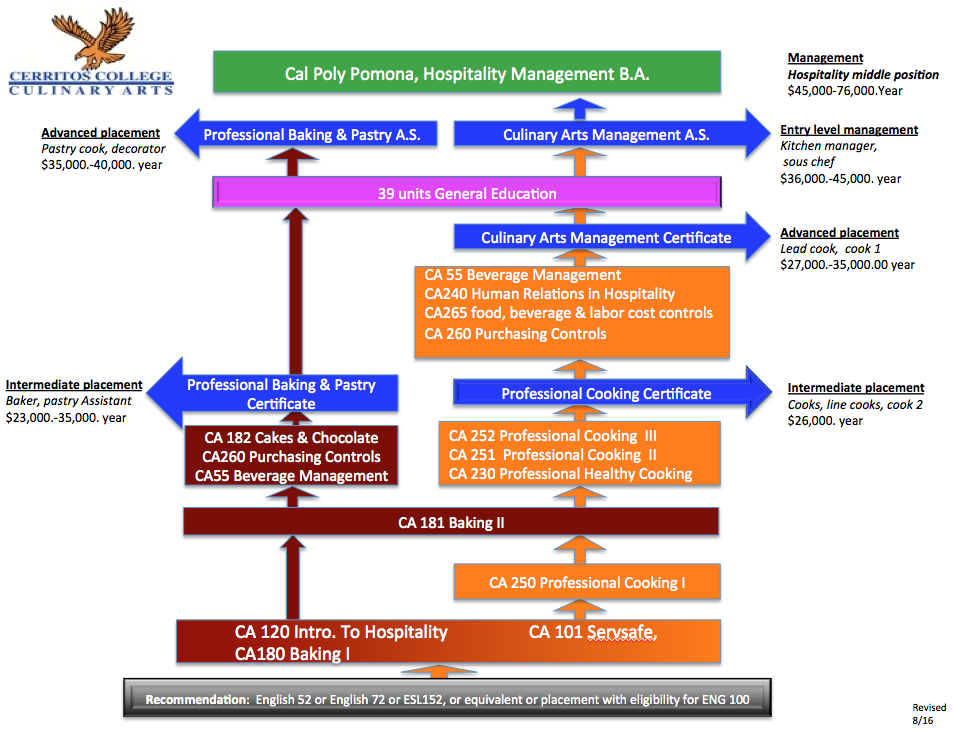 CERRITOS COLLEGE
CULINARY ARTS
Cal Poly Pomona, Hospitality Management B.A.
Management
Hospitality middle position
$45,000-76,000.Year
Advanced placement
Pastry cook, decorator
$35,000.-40,000. year
Professional Baking & Pastry A.S.
Culinary Arts Management A.S.
Entry level management
Kitchen manager,
sous chef
$36,000.-45,000. year
39 units General Education
Culinary Arts Management Certificate
Advanced placement
Lead cook, cook 1
$27,000.-35,000.00 year
CA 55 Beverage Management
CA240 Human Relations in Hospitality
CA265 food, beverage & labor cost controls
CA 260 Purchasing Controls
Intermediate placement
Baker, pastry Assistant
$23,000.-35,000. year
Professional Baking & Pastry
Certificate
Professional Cooking Certificate
Intermediate placement
Cooks, line cooks, cook 2
$26,000. year
CA 182 Cakes & Chocolate
CA260 Purchasing Controls
CA55 Beverage Management
CA 252 Professional Cooking III
CA 251 Professional Cooking II
CA 230 Professional Healthy Cooking
CA 181 Baking II
CA 250 Professional Cooking I
CA 120 Intro. To Hospitality
CA180 Baking I
CA 101 Servsafe,
Recommendation: English 52 or English 72 or ESL152, or equivalent or placement with eligibility for ENG 100
Revised
8/16